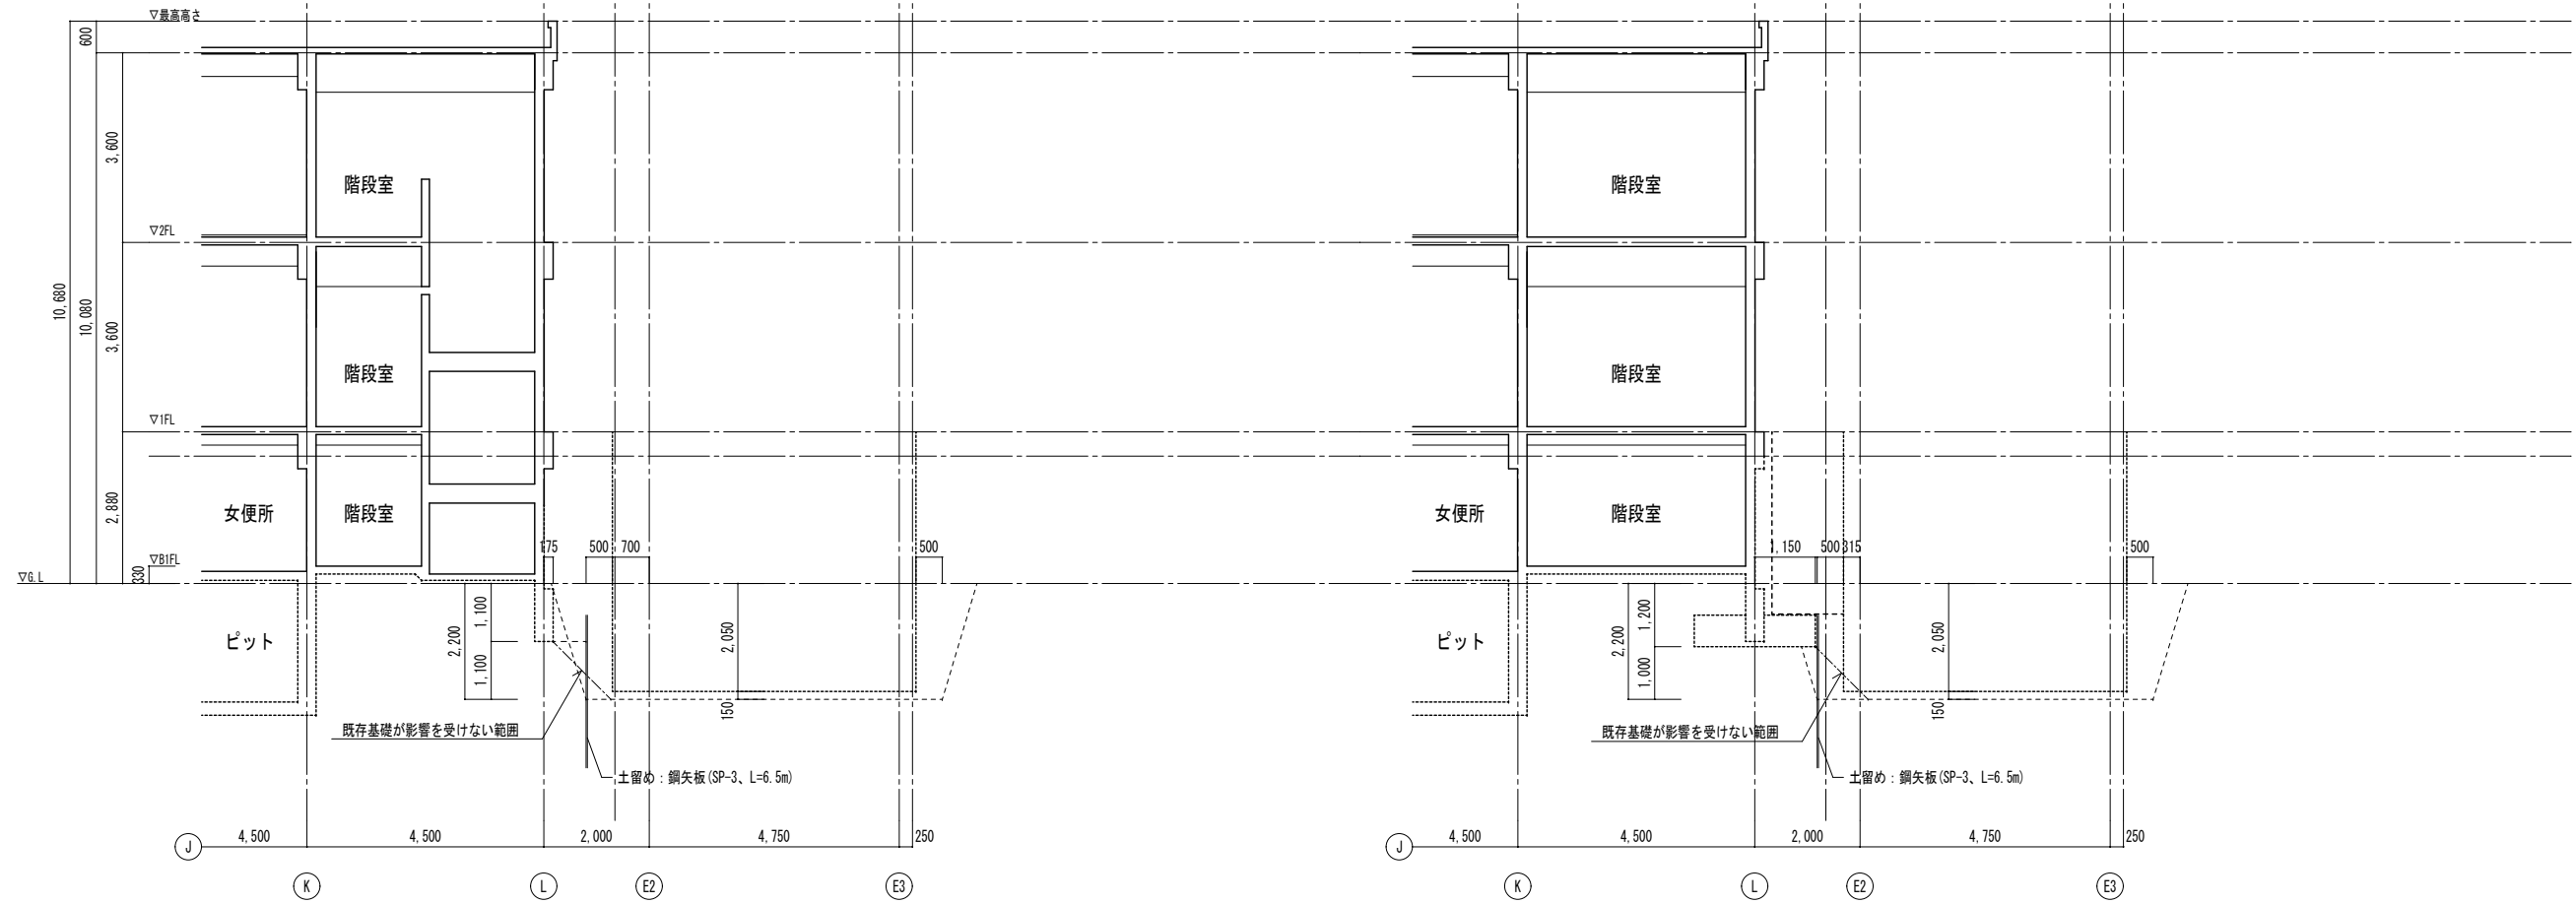 ▽最高高さ
600
3,600
階段室
階段室
▽2FL
10,680
10,080
3,600
階段室
階段室
▽1FL
2,880
女便所
階段室
女便所
階段室
▽B1FL
330
▽G.L
175
500
700
500
1,150
500
315
500
1,100
2,200
1,100
2,050
150
1,200
2,200
1,000
2,050
150
ピット
ピット
既存基礎が影響を受けない範囲
既存基礎が影響を受けない範囲
土留め：鋼矢板(SP-3、L=6.5m)
土留め：鋼矢板(SP-3、L=6.5m)
4,500
4,500
2,000
4,750
250
4,500
4,500
2,000
4,750
250
J
J
K
L
E2
E3
K
L
E2
E3